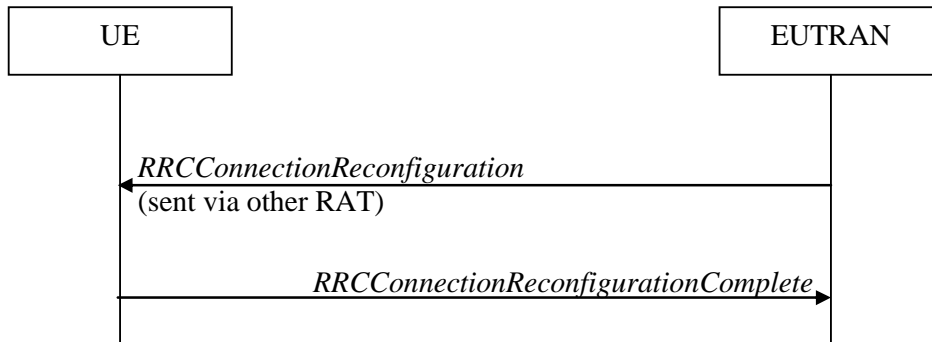 UE
EUTRAN
RRCConnectionReconfiguration
(sent via other RAT)
RRCConnectionReconfigurationComplete